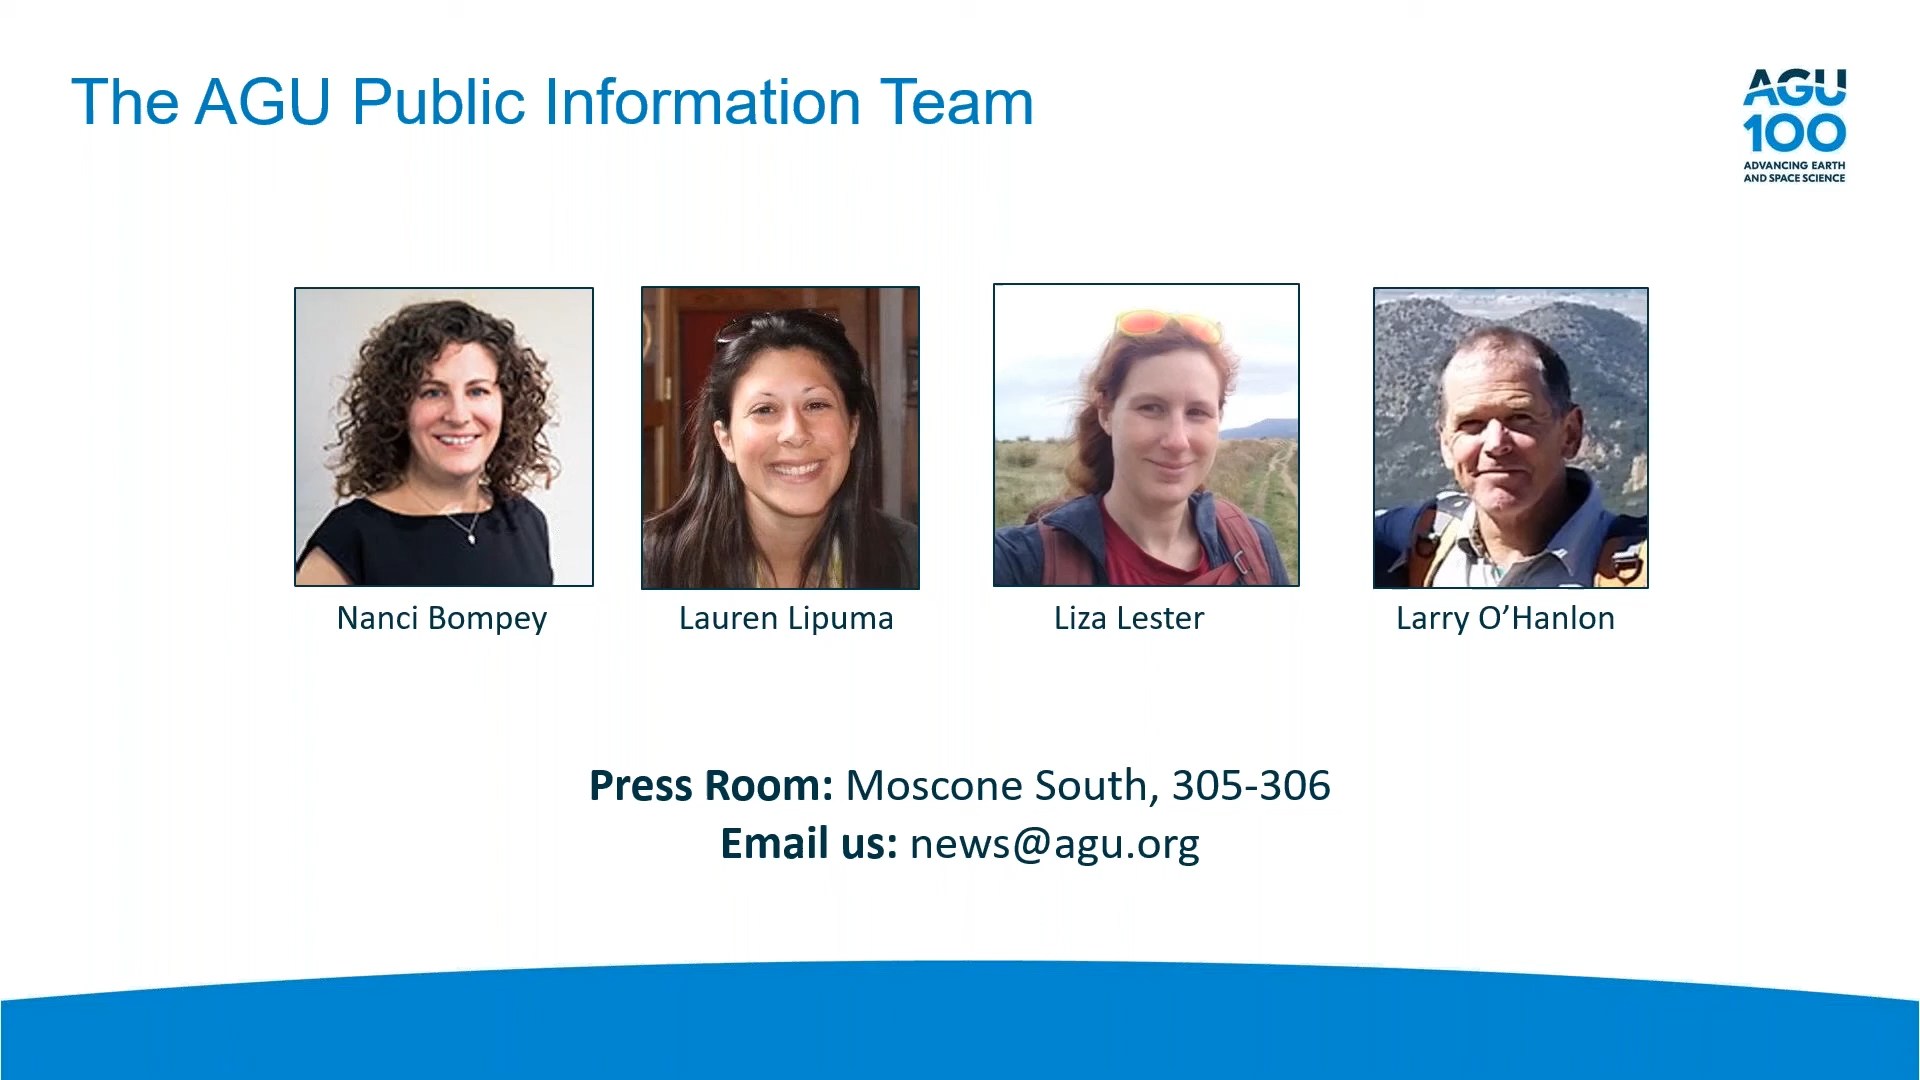 The AGU Public Information Team
AGU
100
ADVANCING EARTH
AND SPACE SCIENCE
Nanci Bompey
Lauren Lipuma
Liza Lester
Larry O’Hanlon
Press Room: Moscone South, 305-306
Email us: news@agu.org